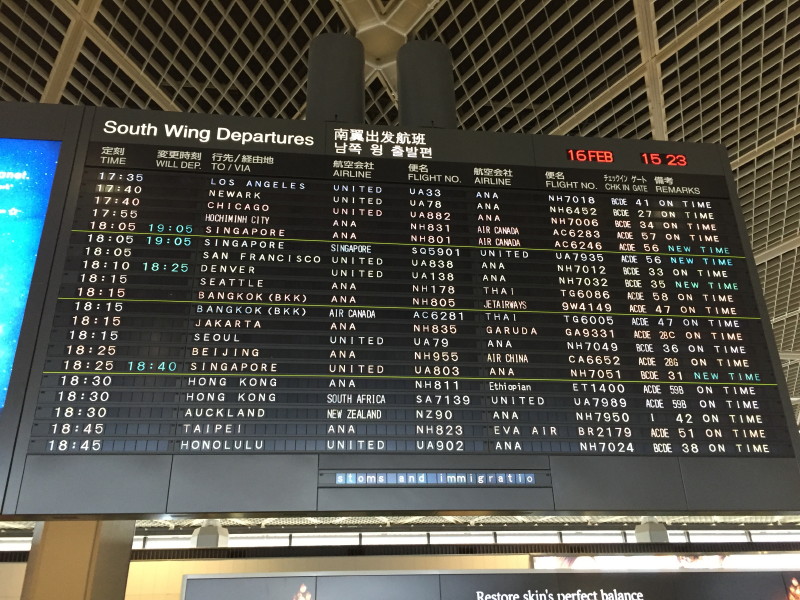 South Wing Departures 南翼出发航班
남쪽 윙 출발편
16 FEB 15 23
定刻 変更時刻 行先/経由地 航空会社 便名 航空会社 便名 チェックイン ゲート 備考
TIME WILL DEP. TO/VIA AIRLINE FLIGHT NO. AIRLINE FLIGHT NO. CHK IN GATE REMARKS
17:35 LOS ANGELES UNITED UA33 ANA NH7018 BCDE 41 ON TIME
17:40 NEWARK UNITED UA78 ANA NH6452 BCDE 27 ON TIME
17:40 CHICAGO UNITED UA882 ANA NH7006 BCDE 34 ON TIME
17:55 HOCHIMINH CITY ANA NH831 AIR CANADA AC6283 ACDE 57 ON TIME
18:05 19:05 SINGAPORE ANA NH801 AIR CANADA AC6246 ACDE 56 NEW TIME
18:05 19:05 SINGAPORE SINGAPORE SQ5901 UNITED UA7935 ACDE 56 NEW TIME
18:05 SAN FRANCISCO UNITED UA838 ANA NH7012 BCDE 33 ON TIME
18:10 18:25 DENVER UNITED UA138 ANA NH7032 BCDE 35 NEW TIME
18:15 SEATTLE ANA NH178 THAI TG6086 ACDE 58 ON TIME
18:15 BANGKOK(BKK) ANA NH805 JETAIRWAYS 9W4149 ACDE 47 ON TIME
18:15 BANGKOK(BKK) AIR CANADA AC6281 THAI TG6005 ACDE 47 ON TIME
18:15 JAKARTA ANA NH835 GARUDA GA9331 ACDE 28C ON TIME
18:15 SEOUL UNITED UA79 ANA NH7049 BCDE 36 ON TIME
18:25 BEIJING ANA NH955 AIR CHINA CA6652 ACDE 28G ON TIME
18:25 18:40 SINGAPORE UNITED UA803 ANA NH7051 BCDE 31 NEW TIME
18:30 HONG KONG ANA NH811 Ethiopian ET1400 ACDE 59B ON TIME
18:30 HONG KONG SOUTH AFRICA SA7139 UNITED UA7989 ACDE 59B ON TIME
18:30 AUCKLAND NEW ZEALAND NZ90 ANA NH7950 I 42 ON TIME
18:45 TAIPEI ANA NH823 EVA AIR BR2179 ACDE 51 ON TIME
18:45 HONOLULU UNITED UA902 ANA NH7024 BCDE 38 ON TIME
stoms and immigratio
Restore skin's perfect balance